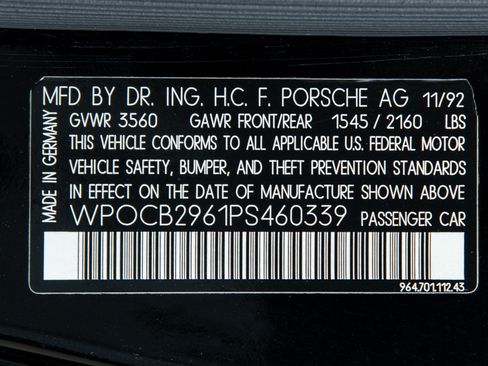 MADE IN GERMANY
MFD BY DR. ING. H.C. F. PORSCHE AG 11/92
GVWR 3560 GAWR FRONT/REAR 1545 / 2160 LBS
THIS VEHICLE CONFORMS TO ALL APPLICABLE U.S. FEDERAL MOTOR
VEHICLE SAFETY, BUMPER, AND THEFT PREVENTION STANDARDS
IN EFFECT ON THE DATE OF MANUFACTURE SHOWN ABOVE
WPOCB2961PS460339 PASSENGER CAR
964.701.112.43